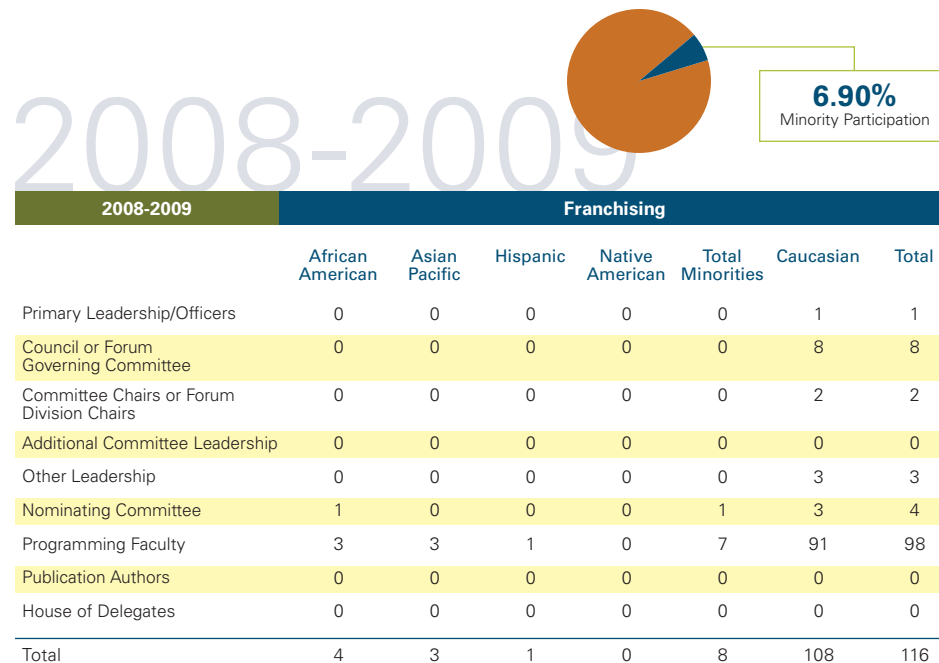 2008-2009
6.90%
Minority Participation
2008-2009 Franchising
African American Asian Pacific Hispanic Native American Total Minorities Caucasian Total
Primary Leadership/Officers 0 0 0 0 0 1 1
Council or Forum Governing Committee 0 0 0 0 0 8 8
Committee Chairs or Forum Division Chairs 0 0 0 0 0 2 2
Additional Committee Leadership 0 0 0 0 0 0 0
Other Leadership 0 0 0 0 0 3 3
Nominating Committee 1 0 0 0 1 3 4
Programming Faculty 3 3 1 0 7 91 98
Publication Authors 0 0 0 0 0 0 0
House of Delegates 0 0 0 0 0 0 0
Total 4 3 1 0 8 108 116